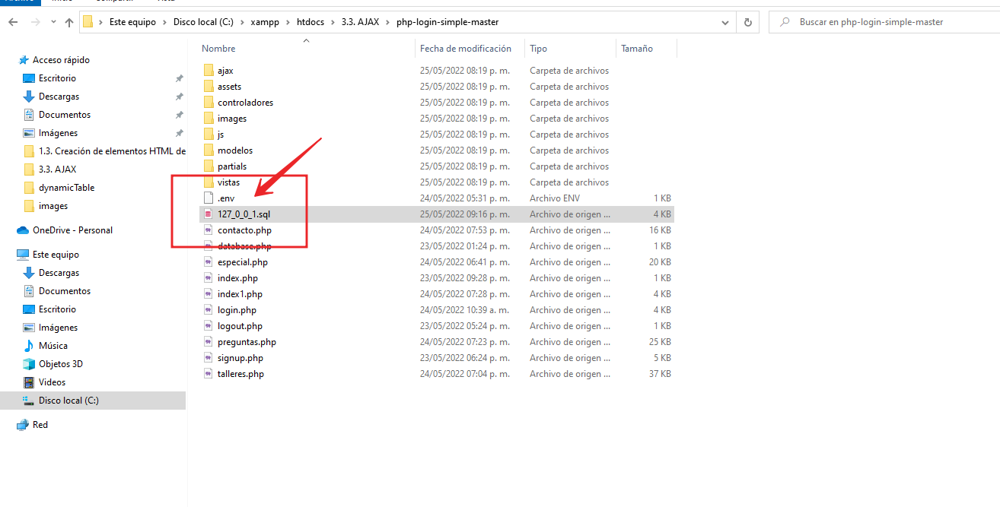 Este equipo > Disco local (C:) > xampp > htdocs > 3.3. AJAX > php-login-simple-master
Buscar en php-login-simple-master
Acceso rápido
Escritorio
Descargas
Documentos
Imágenes
1.3. Creación de elementos HTML de
3.3. AJAX
dynamicTable
images
OneDrive - Personal
Este equipo
Descargas
Documentos
Escritorio
Imágenes
Música
Objetos 3D
Videos
Disco local (C:)
Red
Nombre Fecha de modificación Tipo Tamaño
ajax 25/05/2022 08:19 p. m. Carpeta de archivos
assets 25/05/2022 08:19 p. m. Carpeta de archivos
controladores 25/05/2022 08:19 p. m. Carpeta de archivos
images 25/05/2022 08:19 p. m. Carpeta de archivos
js 25/05/2022 08:19 p. m. Carpeta de archivos
modelos 25/05/2022 08:19 p. m. Carpeta de archivos
partials 25/05/2022 08:19 p. m. Carpeta de archivos
vistas 25/05/2022 08:19 p. m. Carpeta de archivos
.env 24/05/2022 05:31 p. m. Archivo ENV 1 KB
127_0_0_1.sql 25/05/2022 09:16 p. m. Archivo de origen ... 4 KB
contacto.php 24/05/2022 07:53 p. m. Archivo de origen ... 16 KB
database.php 23/05/2022 01:24 p. m. Archivo de origen ... 1 KB
especial.php 24/05/2022 06:41 p. m. Archivo de origen ... 20 KB
index.php 23/05/2022 09:28 p. m. Archivo de origen ... 1 KB
index1.php 24/05/2022 07:28 p. m. Archivo de origen ... 4 KB
login.php 24/05/2022 10:39 a. m. Archivo de origen ... 4 KB
logout.php 23/05/2022 05:24 p. m. Archivo de origen ... 1 KB
preguntas.php 24/05/2022 07:23 p. m. Archivo de origen ... 25 KB
signup.php 23/05/2022 06:24 p. m. Archivo de origen ... 5 KB
talleres.php 24/05/2022 07:04 p. m. Archivo de origen ... 37 KB